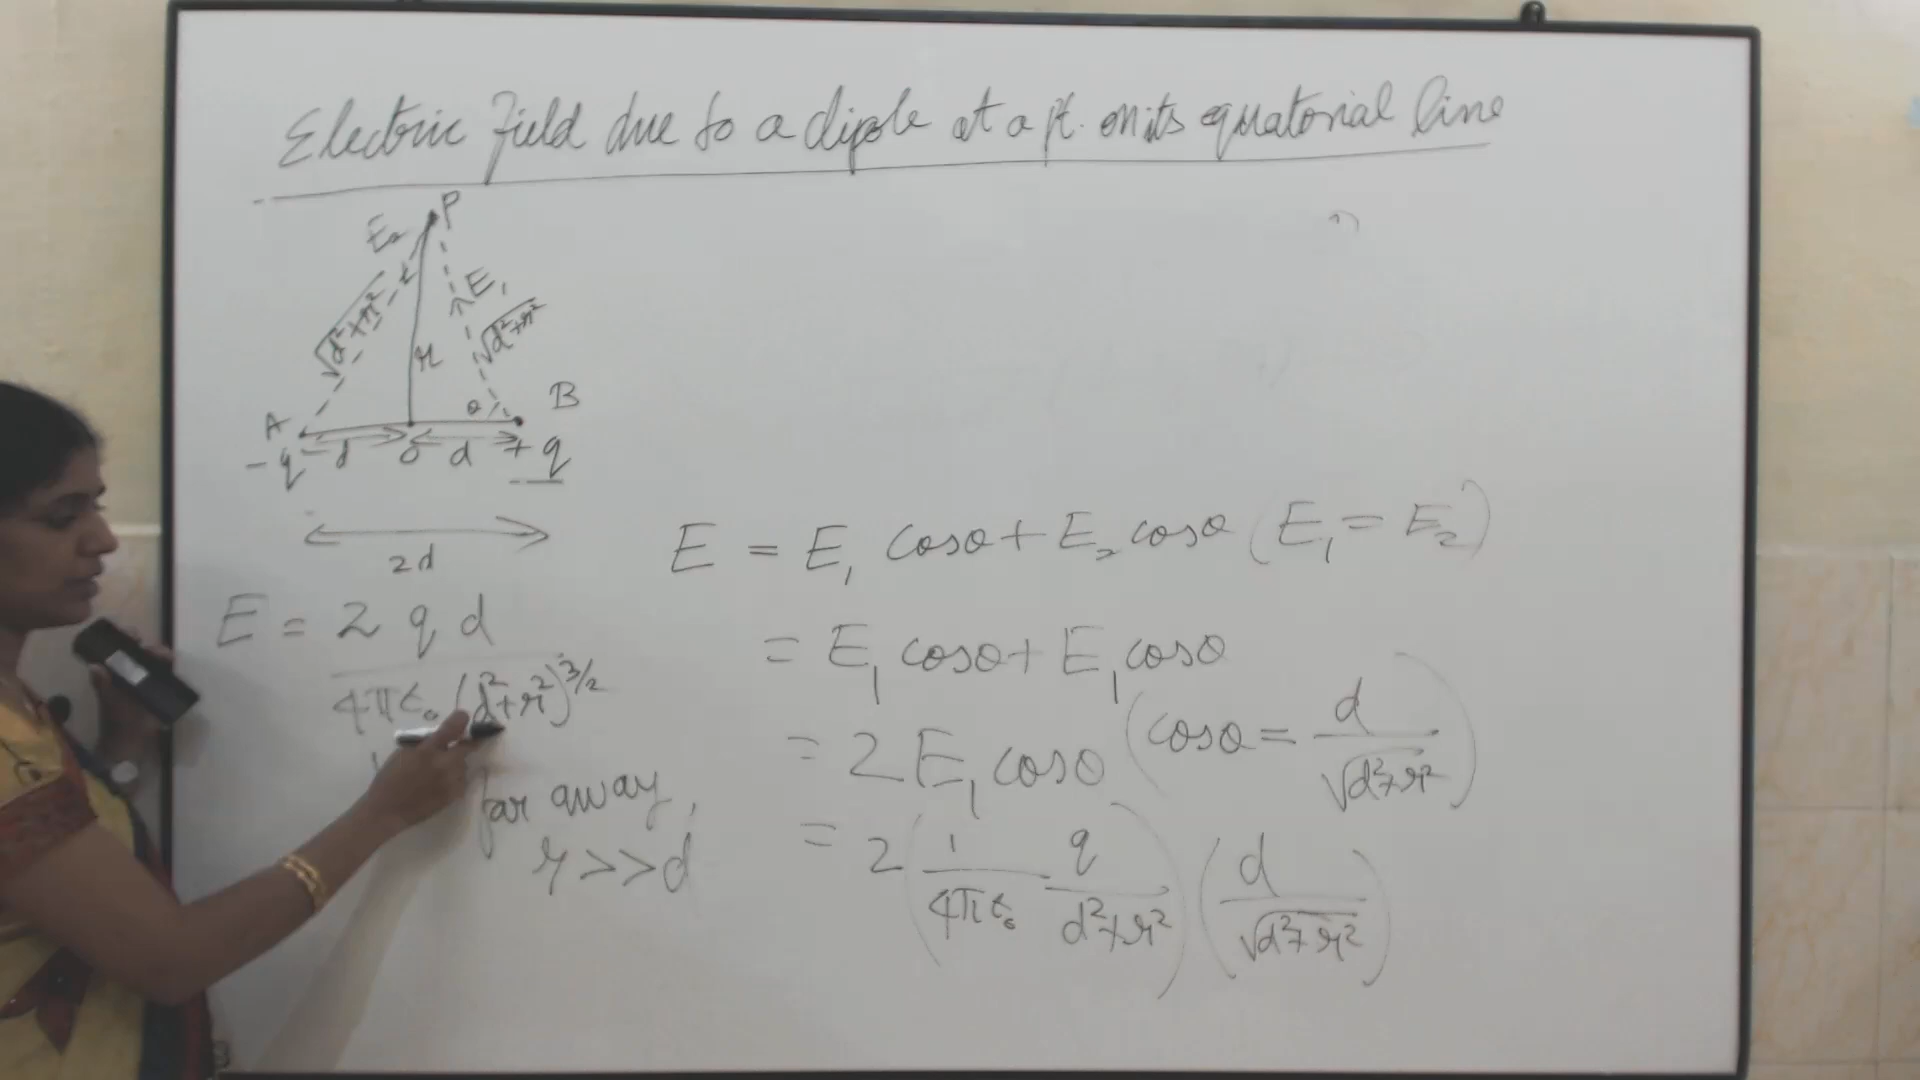 Electric field due to a dipole at a pt. on its equatorial line
P
E₂
E₁
√d²+r²
√d²+r²
r
θ
B
A
-q
d
O
d
+q
2d
E = 2 q d
4πε₀ (d²+r²)^3/2
far away,
r>>d
E = E₁ cosθ + E₂ cosθ (E₁ = E₂)
= E₁ cosθ + E₁ cosθ
= 2 E₁ cosθ (cosθ = d / √d²+r²)
= 2 (1 / 4πε₀ q / d²+r²) (d / √d²+r²)